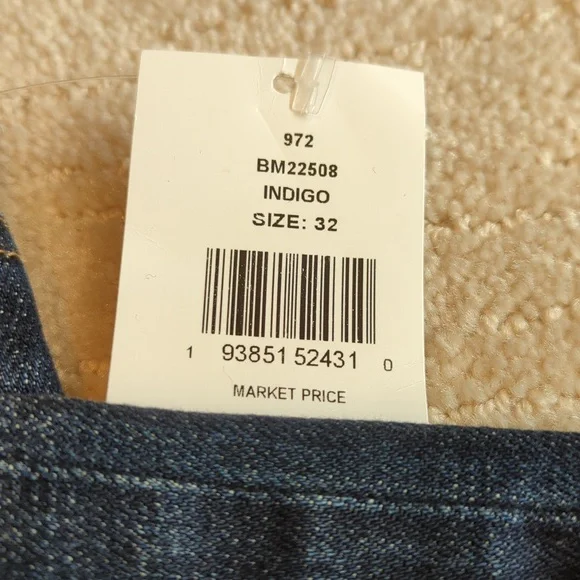 972
BM22508
INDIGO
SIZE: 32
1 93851 52431 0
MARKET PRICE